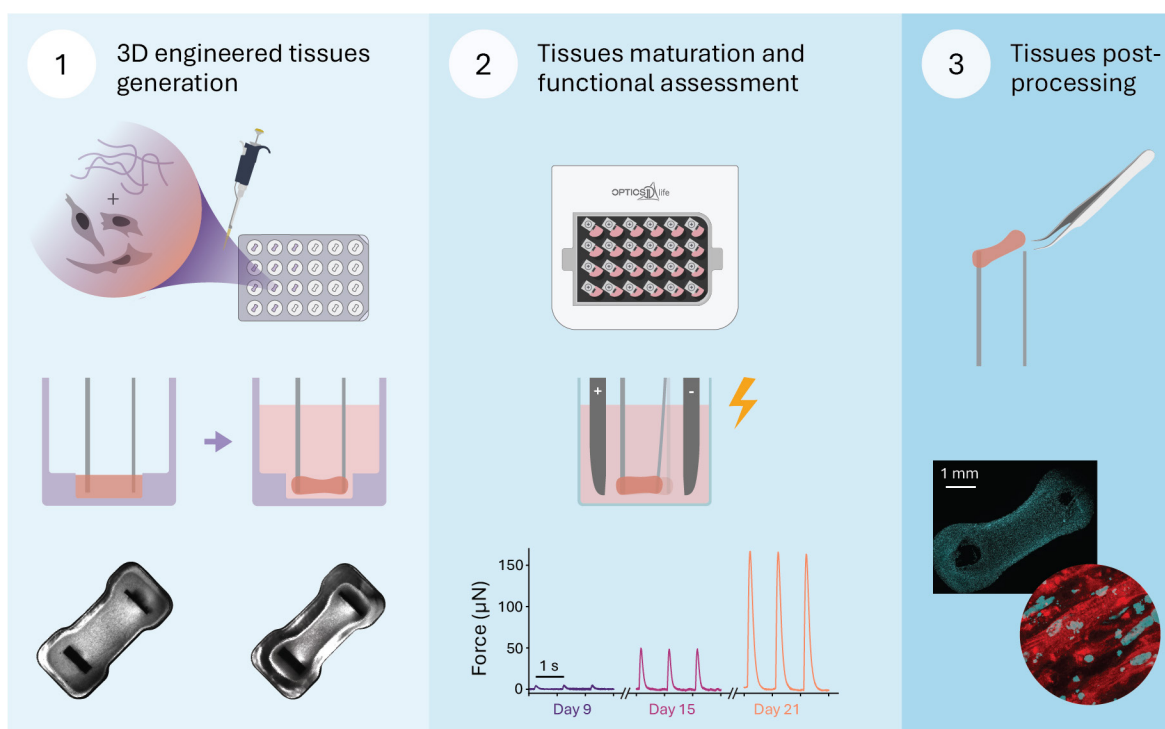 1
3D engineered tissues
generation
+
2
Tissues maturation and
functional assessment
OPTICS11 life
+
-
Force (µN)
150
100
50
0
1 s
Day 9
Day 15
Day 21
3
Tissues post-
processing
1 mm